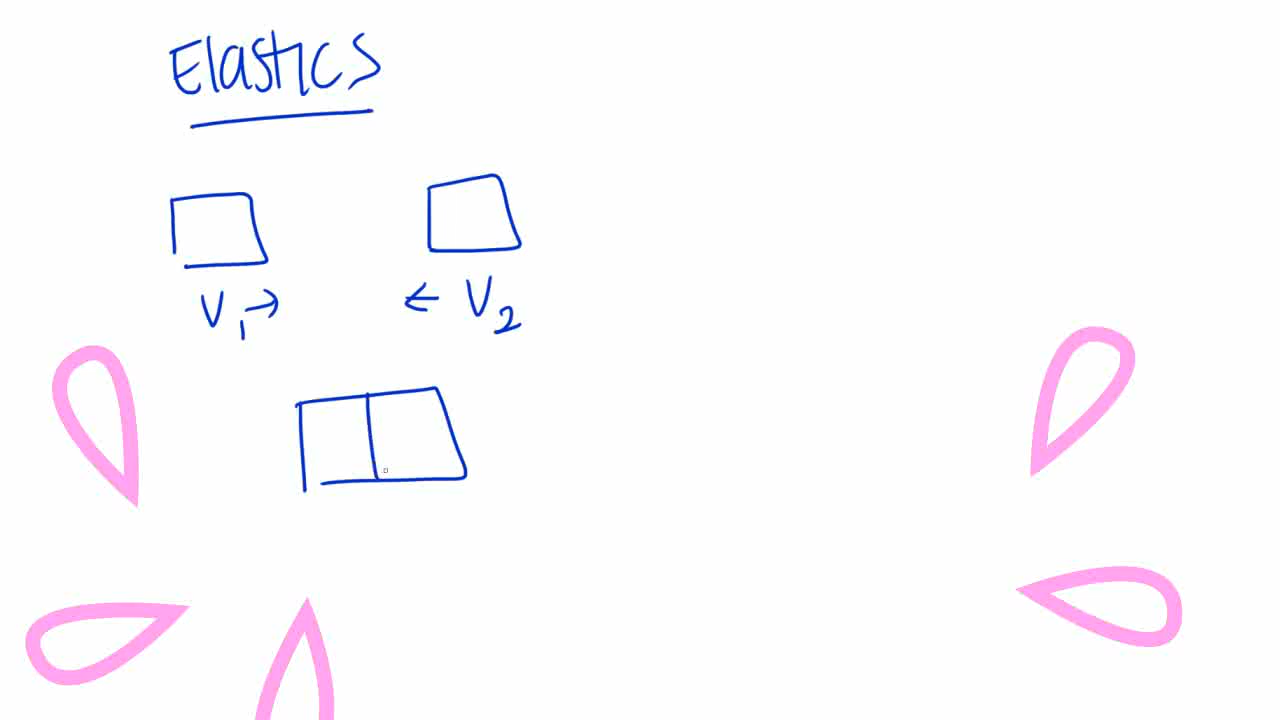 Elastics
V₁→ ← V₂